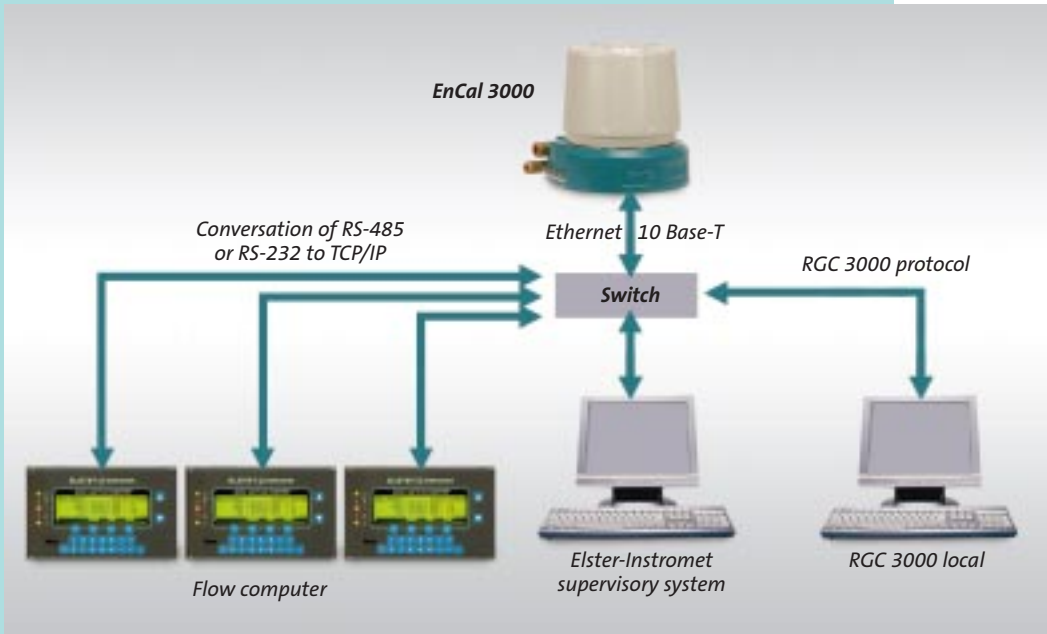 EnCal 3000
Conversation of RS-485
or RS-232 to TCP/IP
Ethernet 10 Base-T
RGC 3000 protocol
Switch
Flow computer
Elster-Instromet
supervisory system
RGC 3000 local